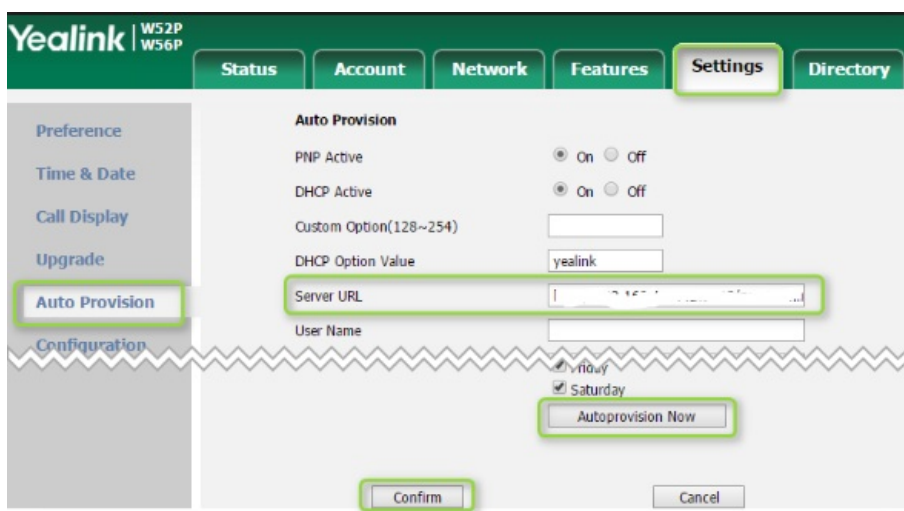 Yealink | W52P W56P
Status Account Network Features Settings Directory
Preference
Time & Date
Call Display
Upgrade
Auto Provision
Configuration
Auto Provision
PNP Active On Off
DHCP Active On Off
Custom Option(128~254)
DHCP Option Value yealink
Server URL
User Name
Friday
Saturday
Autoprovision Now
Confirm Cancel